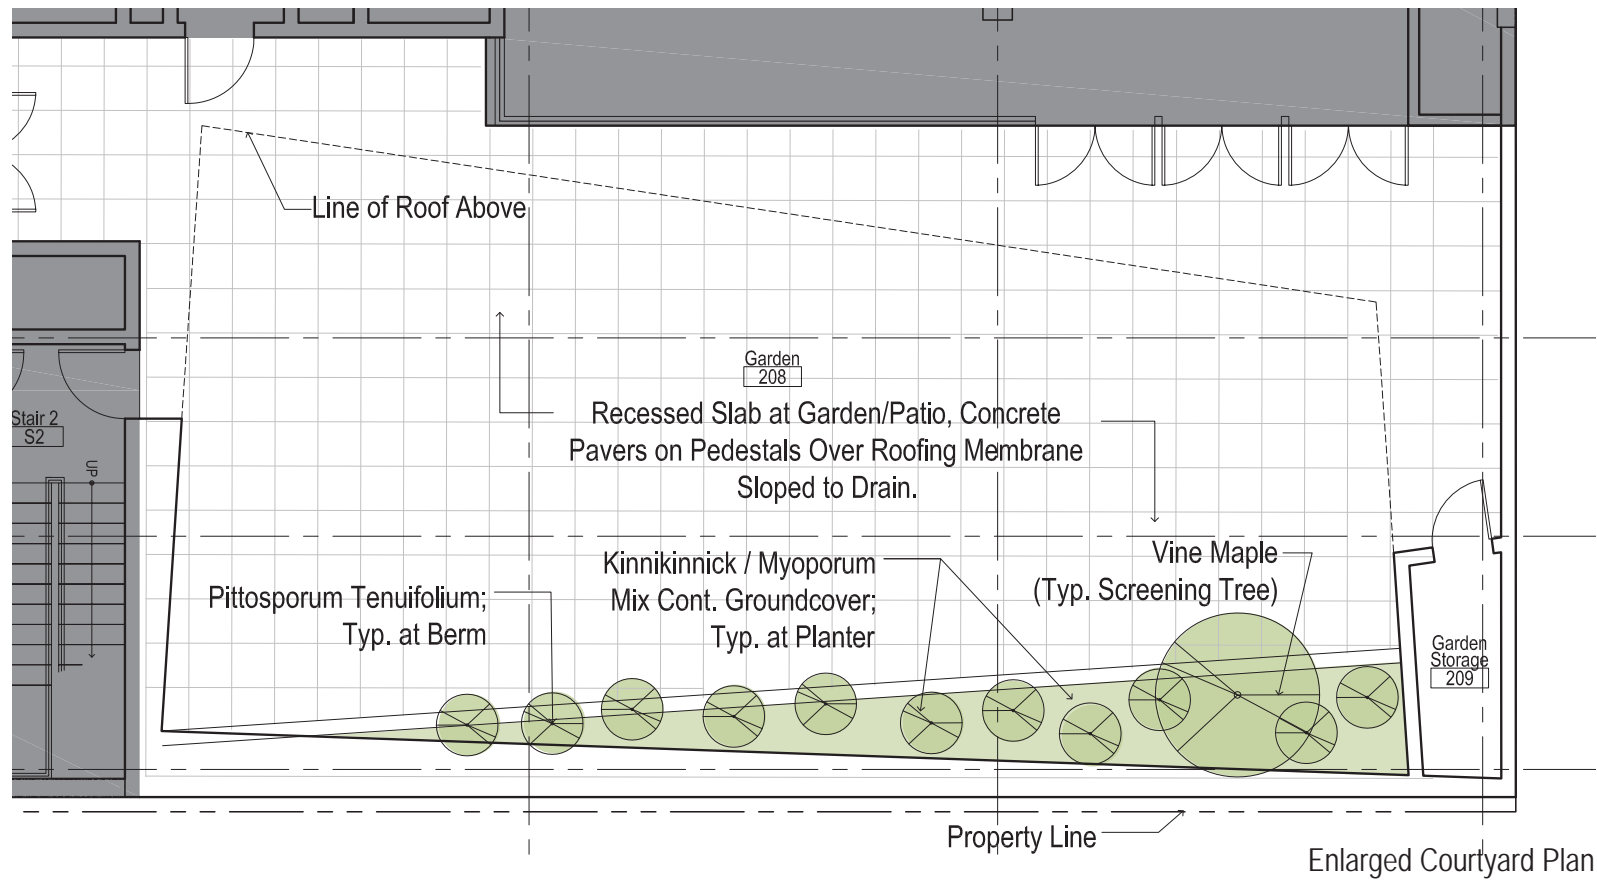 Line of Roof Above
Garden
208
Recessed Slab at Garden/Patio, Concrete
Pavers on Pedestals Over Roofing Membrane
Sloped to Drain.
Stair 2
S2
UP
Kinnikinnick / Myoporum
Mix Cont. Groundcover;
Typ. at Planter
Vine Maple
(Typ. Screening Tree)
Pittosporum Tenuifolium;
Typ. at Berm
Garden
Storage
209
Property Line
Enlarged Courtyard Plan